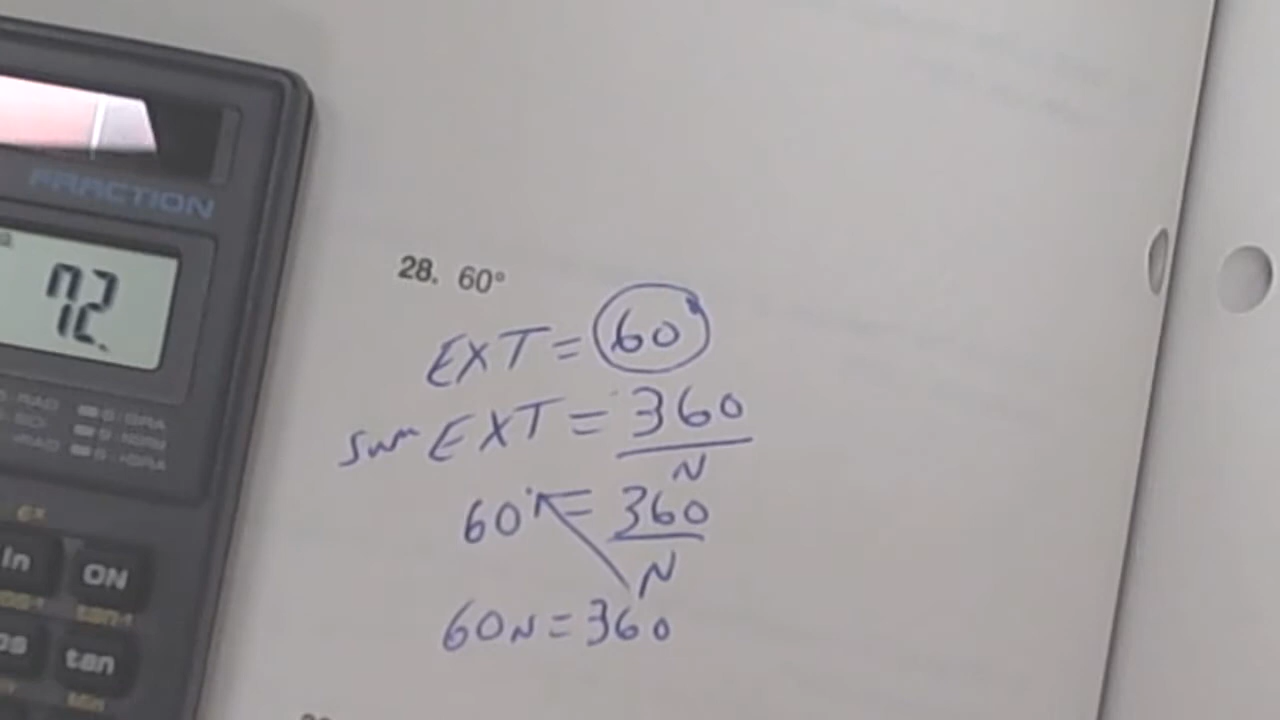 FRACTION
72.
ln
ON
tan
28. 60°
EXT = 60°
Sum EXT = 360
N
60° = 360
N
60N = 360